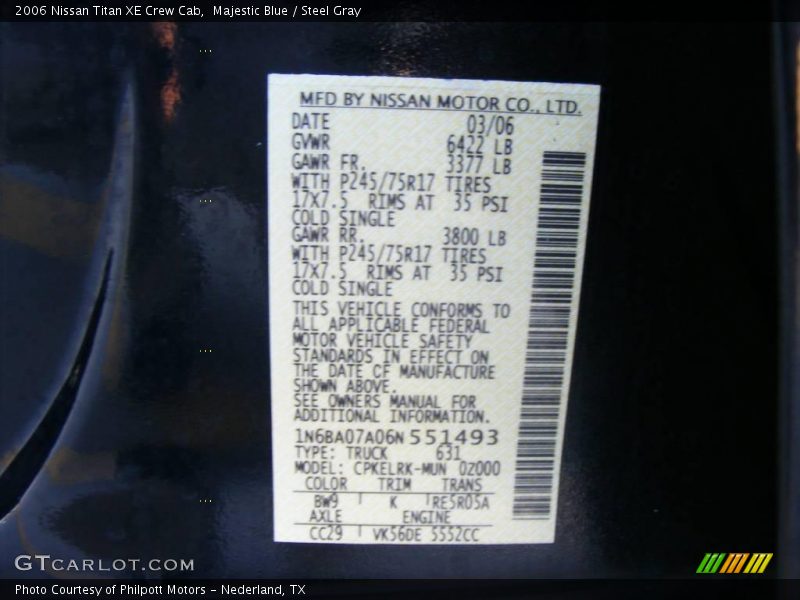 2006 Nissan Titan XE Crew Cab,  Majestic Blue / Steel Gray
MFD BY NISSAN MOTOR CO., LTD.
DATE 03/06
GVWR 6422 LB
GAWR FR. 3377 LB
WITH P245/75R17 TIRES
17X7.5 RIMS AT 35 PSI
COLD SINGLE
GAWR RR. 3800 LB
WITH P245/75R17 TIRES
17X7.5 RIMS AT 35 PSI
COLD SINGLE
THIS VEHICLE CONFORMS TO
ALL APPLICABLE FEDERAL
MOTOR VEHICLE SAFETY
STANDARDS IN EFFECT ON
THE DATE OF MANUFACTURE
SHOWN ABOVE.
SEE OWNERS MANUAL FOR
ADDITIONAL INFORMATION.
1N6BA07A06N551493
TYPE: TRUCK 631
MODEL: CPKELRK-MUN 0Z000
COLOR TRIM TRANS
BW9 K RE5R05A
AXLE ENGINE
CC29 VK56DE 5552CC
GTCARLOT.COM
Photo Courtesy of Philpott Motors - Nederland, TX